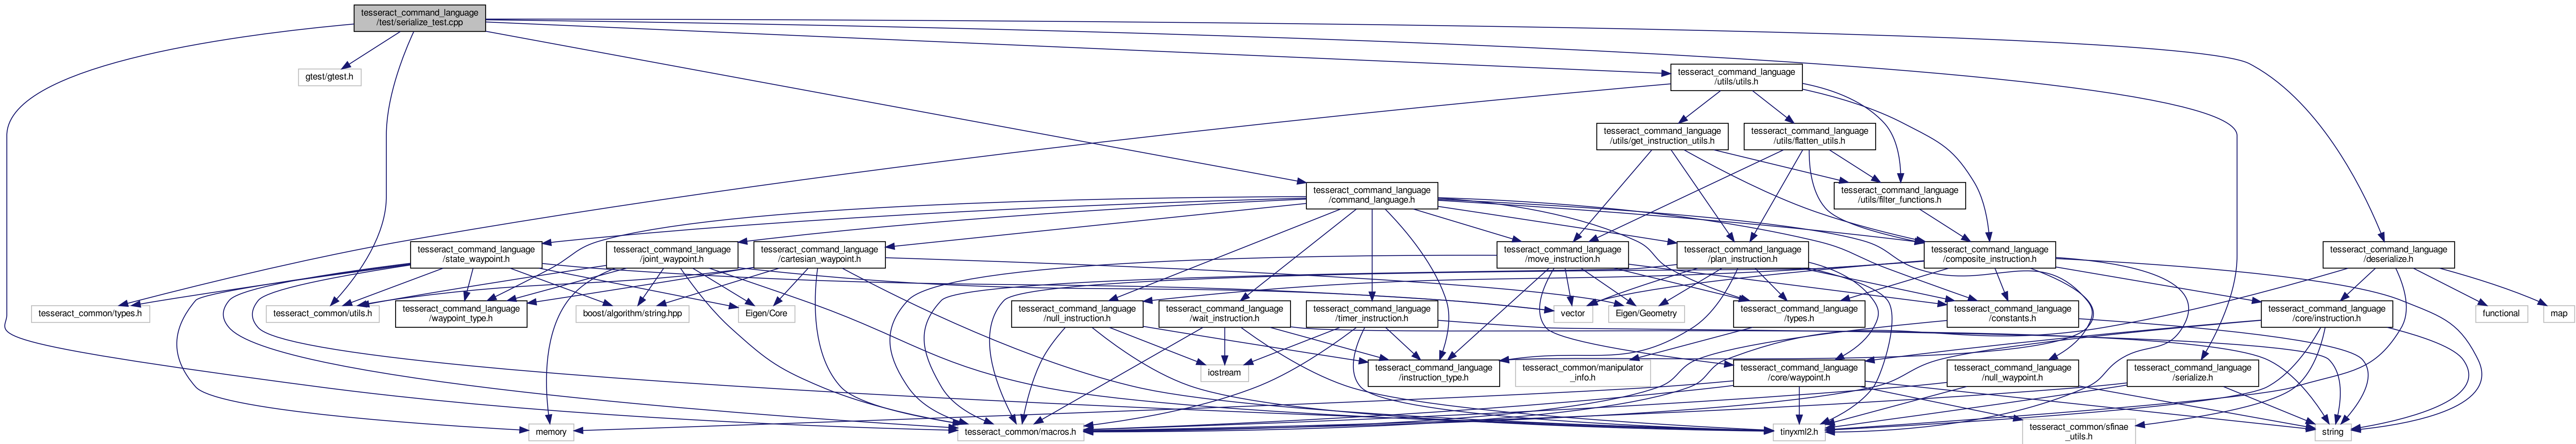 tesseract_command_language
/test/serialize_test.cpp
gtest/gtest.h
tesseract_command_language
/utils/utils.h
tesseract_command_language
/utils/get_instruction_utils.h
tesseract_command_language
/utils/flatten_utils.h
tesseract_command_language
/command_language.h
tesseract_command_language
/utils/filter_functions.h
tesseract_command_language
/state_waypoint.h
tesseract_command_language
/joint_waypoint.h
tesseract_command_language
/cartesian_waypoint.h
tesseract_command_language
/move_instruction.h
tesseract_command_language
/plan_instruction.h
tesseract_command_language
/composite_instruction.h
tesseract_command_language
/deserialize.h
tesseract_common/types.h
tesseract_common/utils.h
tesseract_command_language
/waypoint_type.h
boost/algorithm/string.hpp
Eigen/Core
tesseract_command_language
/null_instruction.h
tesseract_command_language
/wait_instruction.h
tesseract_command_language
/timer_instruction.h
vector
Eigen/Geometry
tesseract_command_language
/types.h
tesseract_command_language
/constants.h
tesseract_command_language
/core/instruction.h
functional
map
iostream
tesseract_command_language
/instruction_type.h
tesseract_common/manipulator
_info.h
tesseract_command_language
/core/waypoint.h
tesseract_command_language
/null_waypoint.h
tesseract_command_language
/serialize.h
memory
tesseract_common/macros.h
tinyxml2.h
tesseract_common/sfinae
_utils.h
string